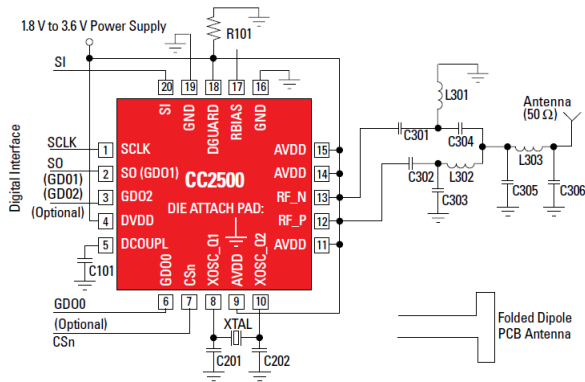 1.8 V to 3.6 V Power Supply
R101
SI
20 19 18 17 16
SI GND DGUARD RBIAS GND
L301
Antenna
(50 Ω)
C301 C304
L303
C302 L302
C303 C305 C306
Digital Interface
SCLK
SO
(GDO1)
(GDO2)
(Optional)
1 SCLK
2 SO (GDO1)
3 GDO2
4 DVDD
5 DCOUPL
CC2500
DIE ATTACH PAD:
AVDD 15
AVDD 14
RF_N 13
RF_P 12
AVDD 11
C101
GDO0 CSn XOSC_Q1 AVDD XOSC_Q2
6 7 8 9 10
GDO0
(Optional)
CSn
XTAL
C201 C202
Folded Dipole
PCB Antenna